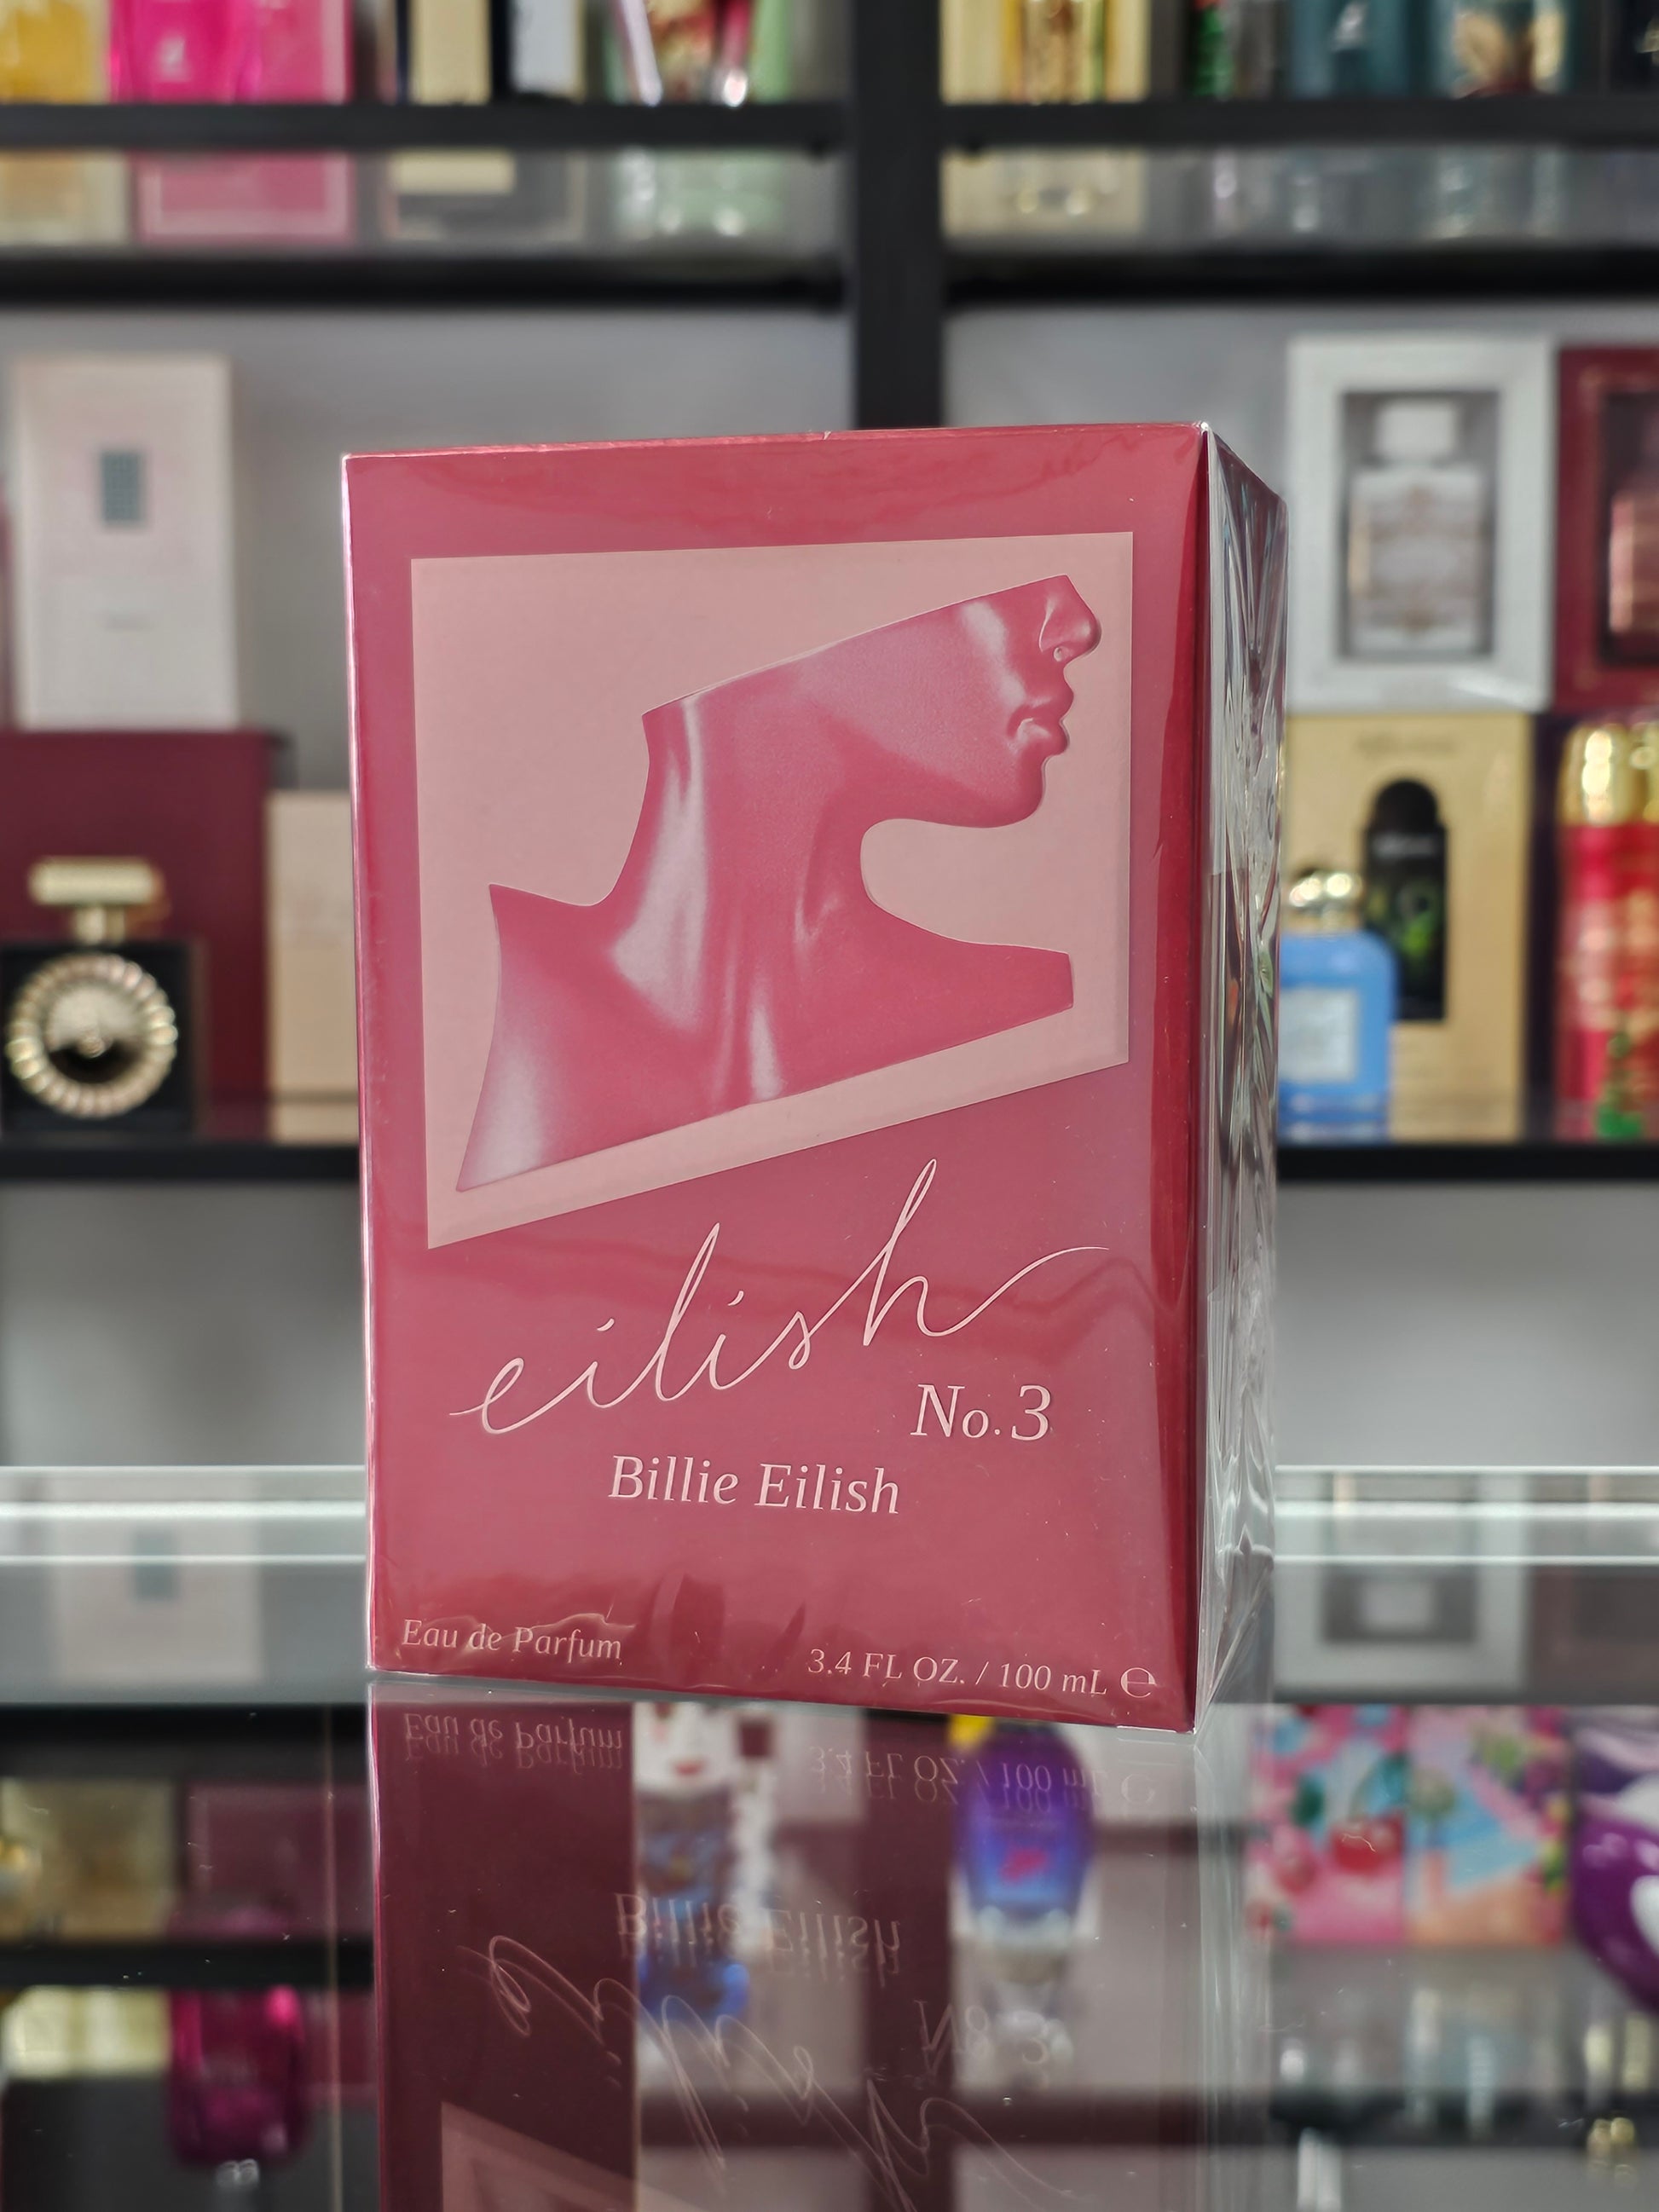 eilish
No.3
Billie Eilish
Eau de Parfum
3.4 FL OZ. / 100 mL ℮